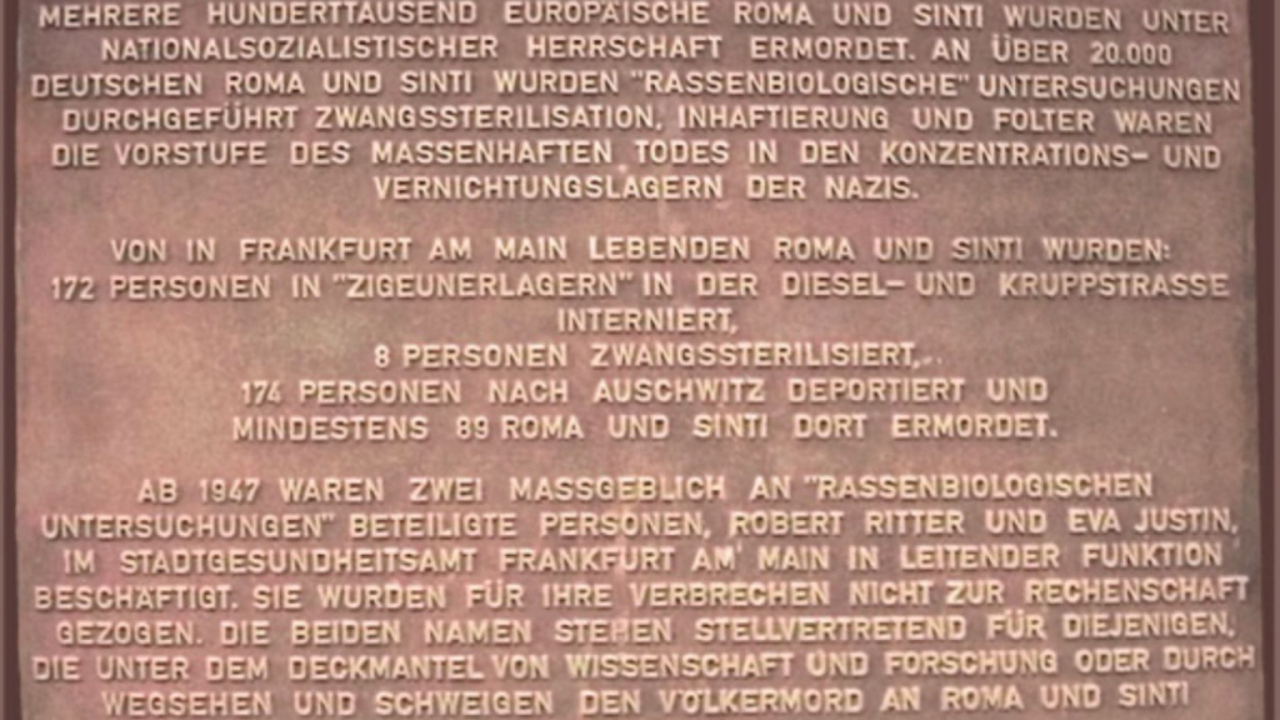 MEHRERE HUNDERTTAUSEND EUROPÄISCHE ROMA UND SINTI WURDEN UNTER
NATIONALSOZIALISTISCHER HERRSCHAFT ERMORDET. AN ÜBER 20.000
DEUTSCHEN ROMA UND SINTI WURDEN "RASSENBIOLOGISCHE" UNTERSUCHUNGEN
DURCHGEFÜHRT ZWANGSSTERILISATION, INHAFTIERUNG UND FOLTER WAREN
DIE VORSTUFE DES MASSENHAFTEN TODES IN DEN KONZENTRATIONS- UND
VERNICHTUNGSLAGERN DER NAZIS.
VON IN FRANKFURT AM MAIN LEBENDEN ROMA UND SINTI WURDEN:
172 PERSONEN IN "ZIGEUNERLAGERN" IN DER DIESEL- UND KRUPPSTRASSE
INTERNIERT,
8 PERSONEN ZWANGSSTERILISIERT,
174 PERSONEN NACH AUSCHWITZ DEPORTIERT UND
MINDESTENS 89 ROMA UND SINTI DORT ERMORDET.
AB 1947 WAREN ZWEI MASSGEBLICH AN "RASSENBIOLOGISCHEN
UNTERSUCHUNGEN" BETEILIGTE PERSONEN, ROBERT RITTER UND EVA JUSTIN,
IM STADTGESUNDHEITSAMT FRANKFURT AM MAIN IN LEITENDER FUNKTION
BESCHÄFTIGT. SIE WURDEN FÜR IHRE VERBRECHEN NICHT ZUR RECHENSCHAFT
GEZOGEN. DIE BEIDEN NAMEN STEHEN STELLVERTRETEND FÜR DIEJENIGEN,
DIE UNTER DEM DECKMANTEL VON WISSENSCHAFT UND FORSCHUNG ODER DURCH
WEGSEHEN UND SCHWEIGEN DEN VÖLKERMORD AN ROMA UND SINTI